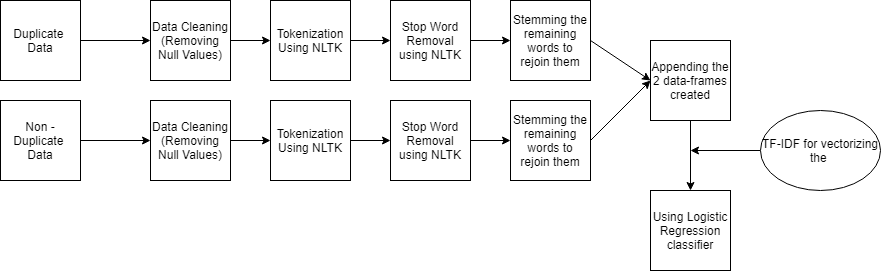 Duplicate
Data
Data Cleaning
(Removing
Null Values)
Tokenization
Using NLTK
Stop Word
Removal
using NLTK
Stemming the
remaining
words to
rejoin them
Non -
Duplicate
Data
Data Cleaning
(Removing
Null Values)
Tokenization
Using NLTK
Stop Word
Removal
using NLTK
Stemming the
remaining
words to
rejoin them
Appending the
2 data-frames
created
TF-IDF for vectorizing
the
Using Logistic
Regression
classifier